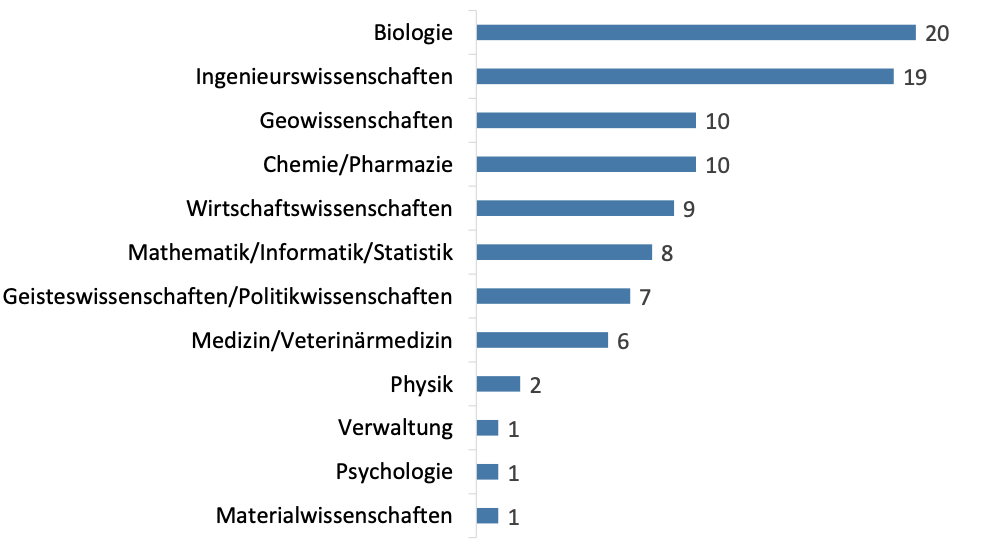 Biologie 20
Ingenieurswissenschaften 19
Geowissenschaften 10
Chemie/Pharmazie 10
Wirtschaftswissenschaften 9
Mathematik/Informatik/Statistik 8
Geisteswissenschaften/Politikwissenschaften 7
Medizin/Veterinärmedizin 6
Physik 2
Verwaltung 1
Psychologie 1
Materialwissenschaften 1